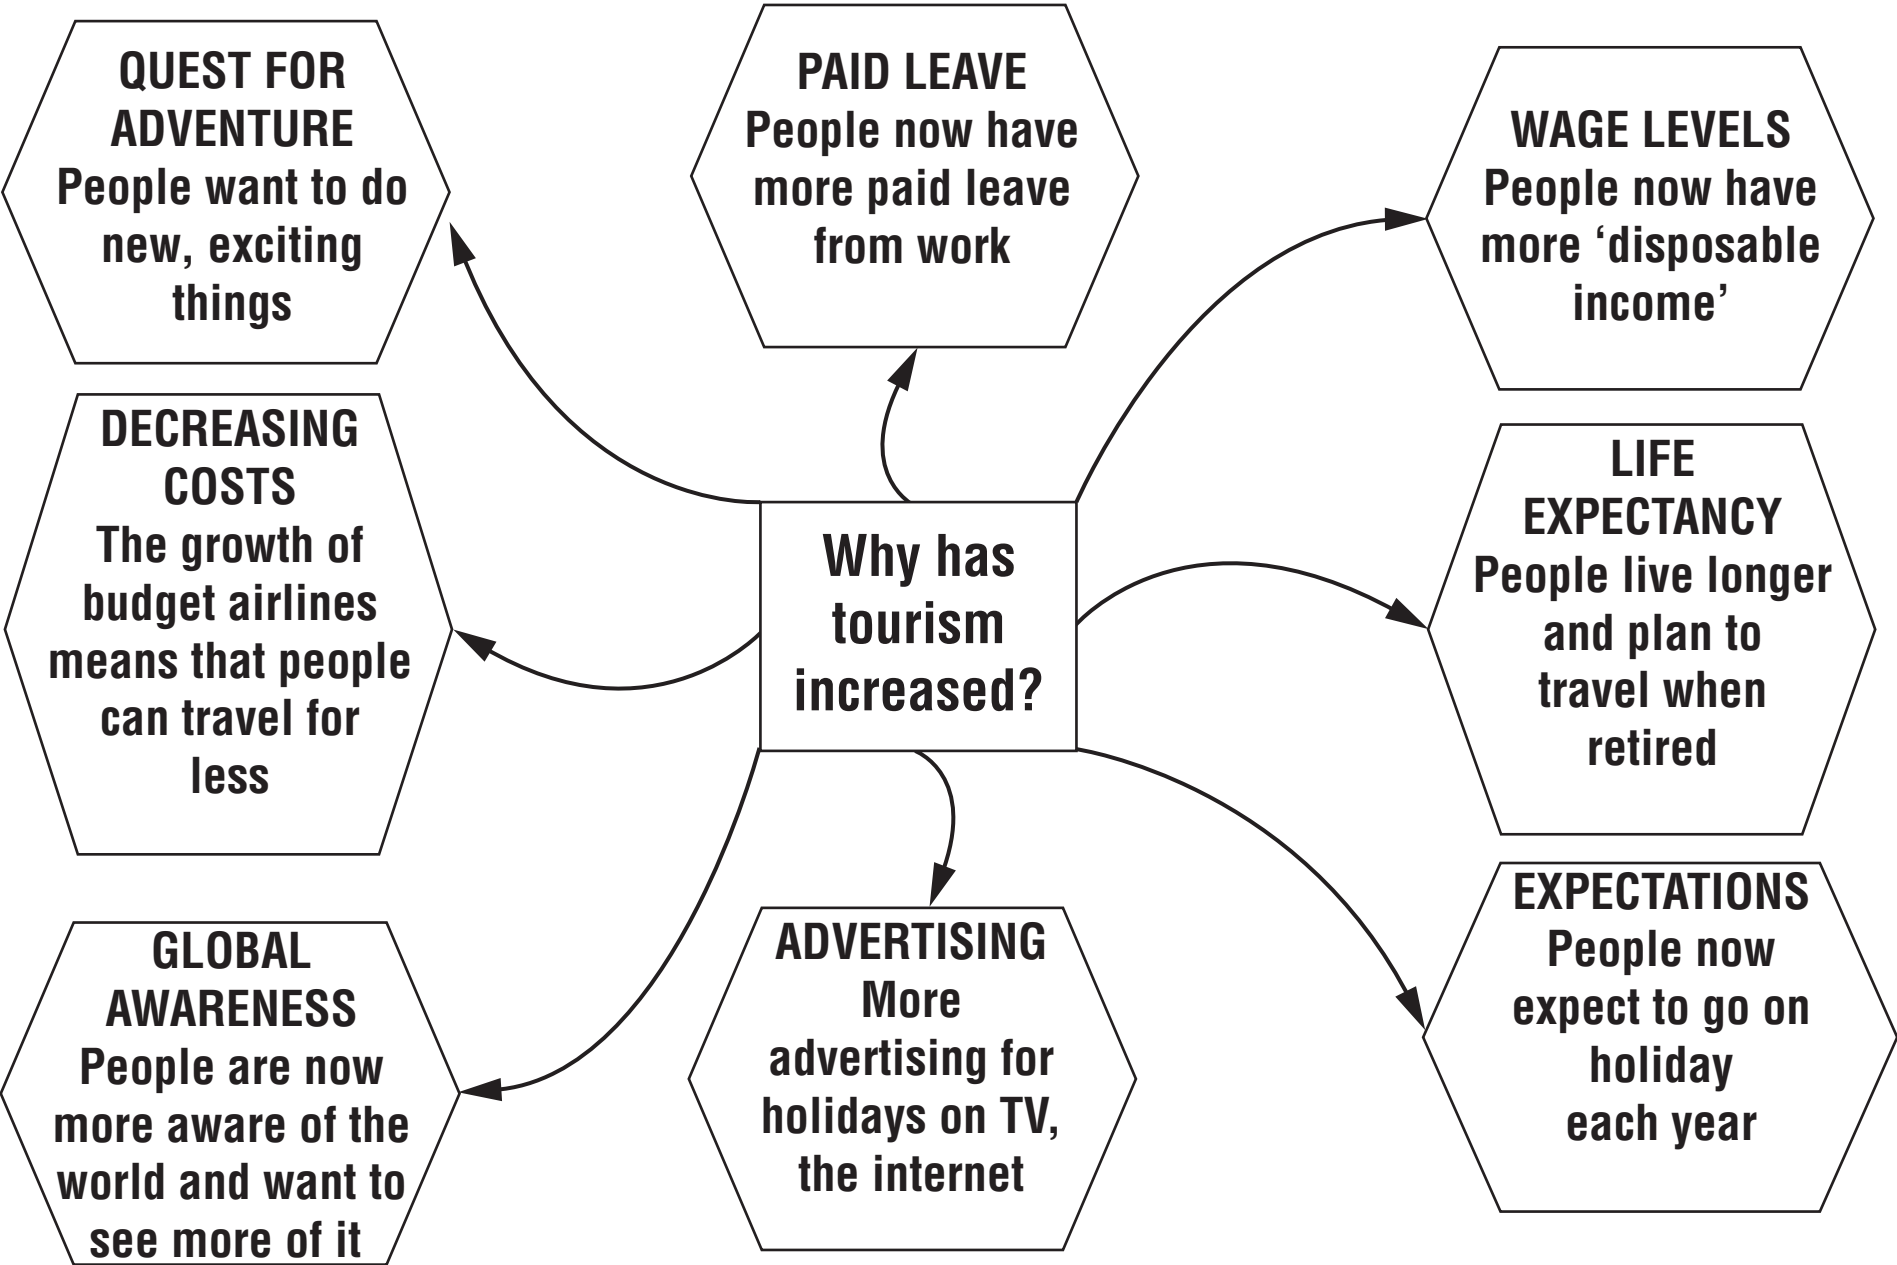 QUEST FOR
ADVENTURE
People want to do
new, exciting
things
PAID LEAVE
People now have
more paid leave
from work
WAGE LEVELS
People now have
more ‘disposable
income’
DECREASING
COSTS
The growth of
budget airlines
means that people
can travel for
less
Why has
tourism
increased?
LIFE
EXPECTANCY
People live longer
and plan to
travel when
retired
GLOBAL
AWARENESS
People are now
more aware of the
world and want to
see more of it
ADVERTISING
More
advertising for
holidays on TV,
the internet
EXPECTATIONS
People now
expect to go on
holiday
each year